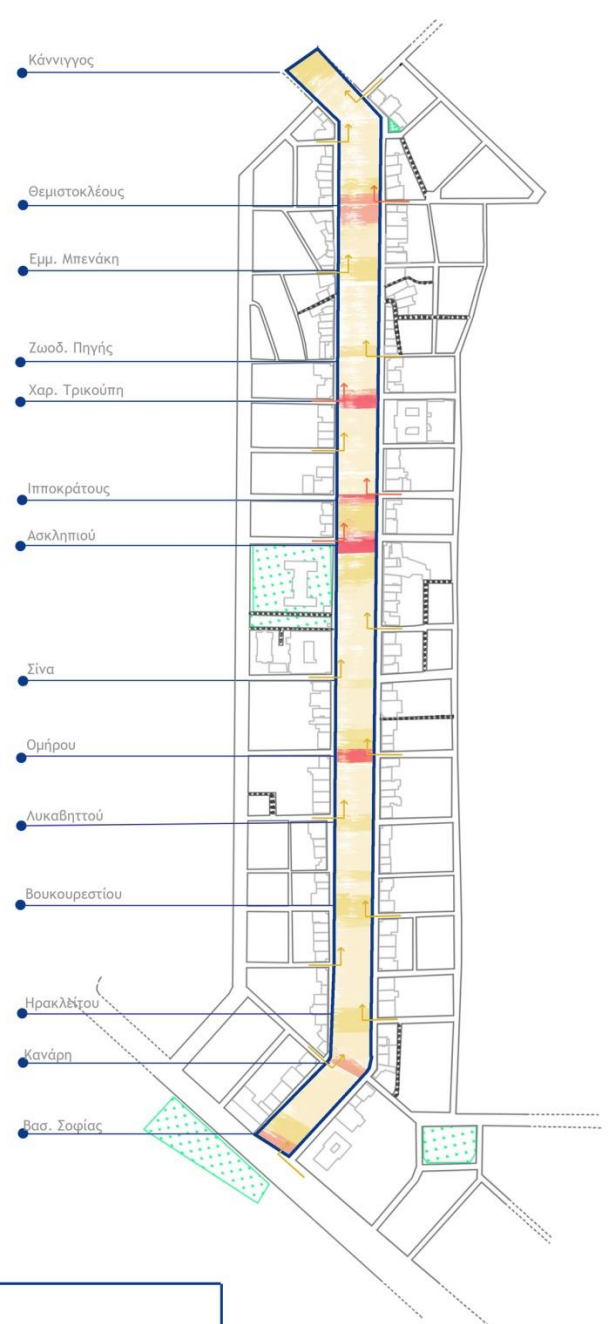 Κάννιγγος
Θεμιστοκλέους
Εμμ. Μπενάκη
Ζωοδ. Πηγής
Χαρ. Τρικούπη
Ιπποκράτους
Ασκληπιού
Σίνα
Ομήρου
Λυκαβηττού
Βουκουρεστίου
Ηρακλείτου
Κανάρη
Βασ. Σοφίας